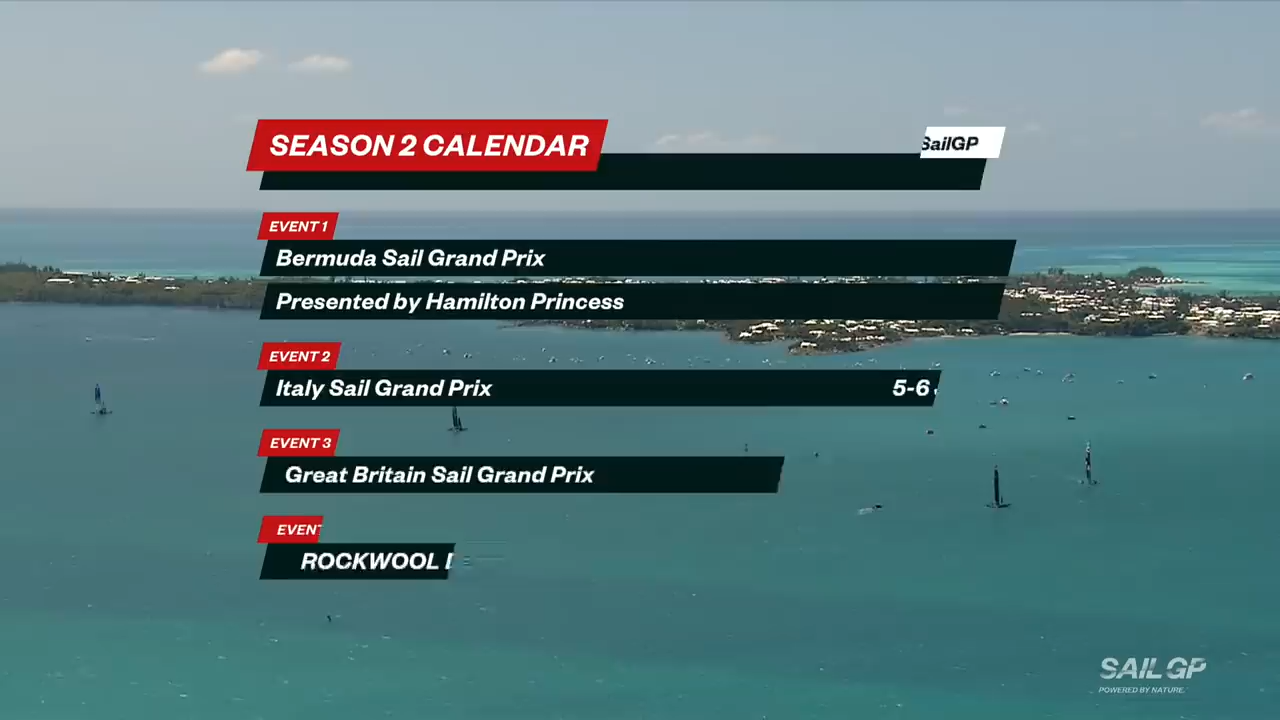 SEASON 2 CALENDAR
SailGP
EVENT 1
Bermuda Sail Grand Prix
Presented by Hamilton Princess
EVENT 2
Italy Sail Grand Prix 5-6
EVENT 3
Great Britain Sail Grand Prix
ROCKWOOL
SAIL GP
POWERED BY NATURE.